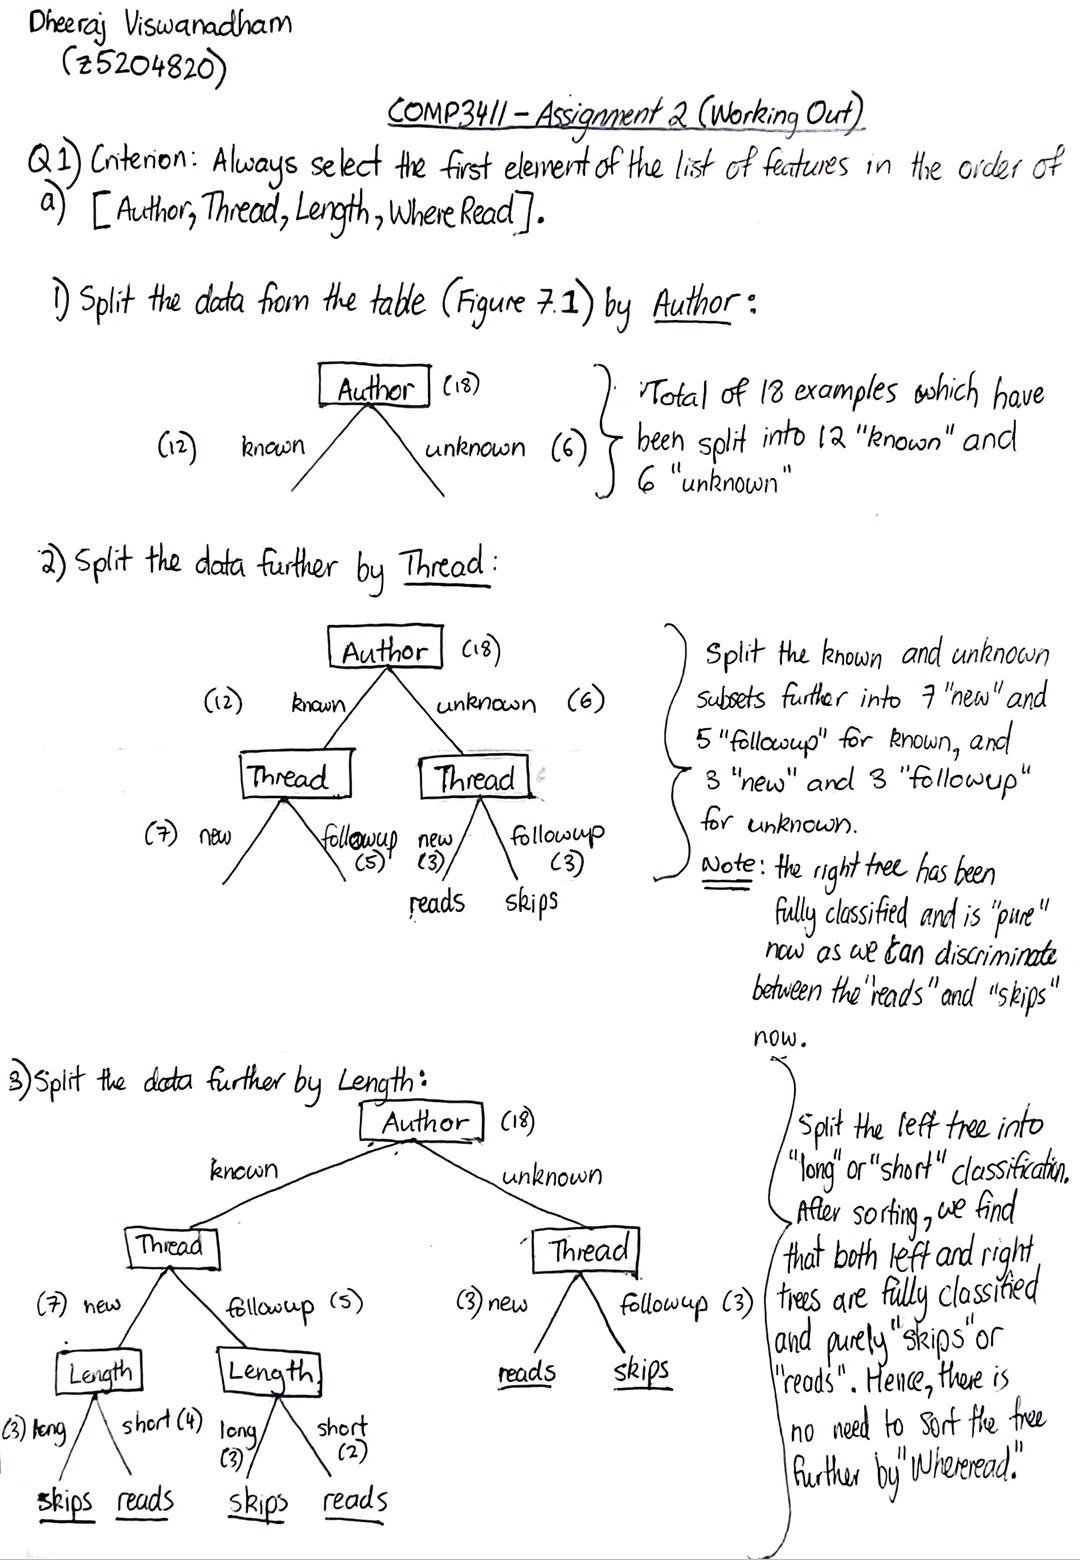 Dheeraj Viswanadham
(z5204820)
COMP3411 – Assignment 2 (Working Out)
Q1) Criterion: Always select the first element of the list of features in the order of
a) [Author, Thread, Length, Where Read].
1) Split the data from the table (Figure 7.1) by Author:
Author (18)
(12) known unknown (6)
Total of 18 examples which have
been split into 12 "known" and
6 "unknown"
2) Split the data further by Thread:
Author (18)
(12) known unknown (6)
Thread Thread
(7) new followup new followup
(5) (3) (3)
reads skips
Split the known and unknown
subsets further into 7 "new" and
5 "followup" for known, and
3 "new" and 3 "followup"
for unknown.
Note: the right tree has been
fully classified and is "pure"
now as we can discriminate
between the "reads" and "skips"
now.
3) Split the data further by Length:
Author (18)
known unknown
Thread Thread
(7) new followup (5) (3) new followup (3)
Length Length reads skips
(3) long short (4) long short
(3) (2)
skips reads skips reads
Split the left tree into
"long" or "short" classification.
After sorting, we find
that both left and right
trees are fully classified
and purely "skips" or
"reads". Hence, there is
no need to sort the tree
further by "Whereread."